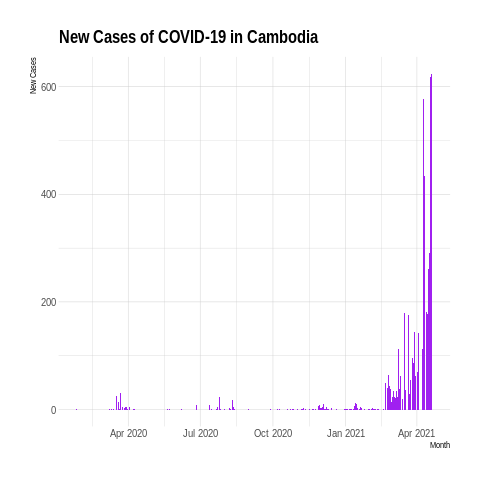 New Cases of COVID-19 in Cambodia
New Cases
600
400
200
0
Apr 2020 Jul 2020 Oct 2020 Jan 2021 Apr 2021
Month